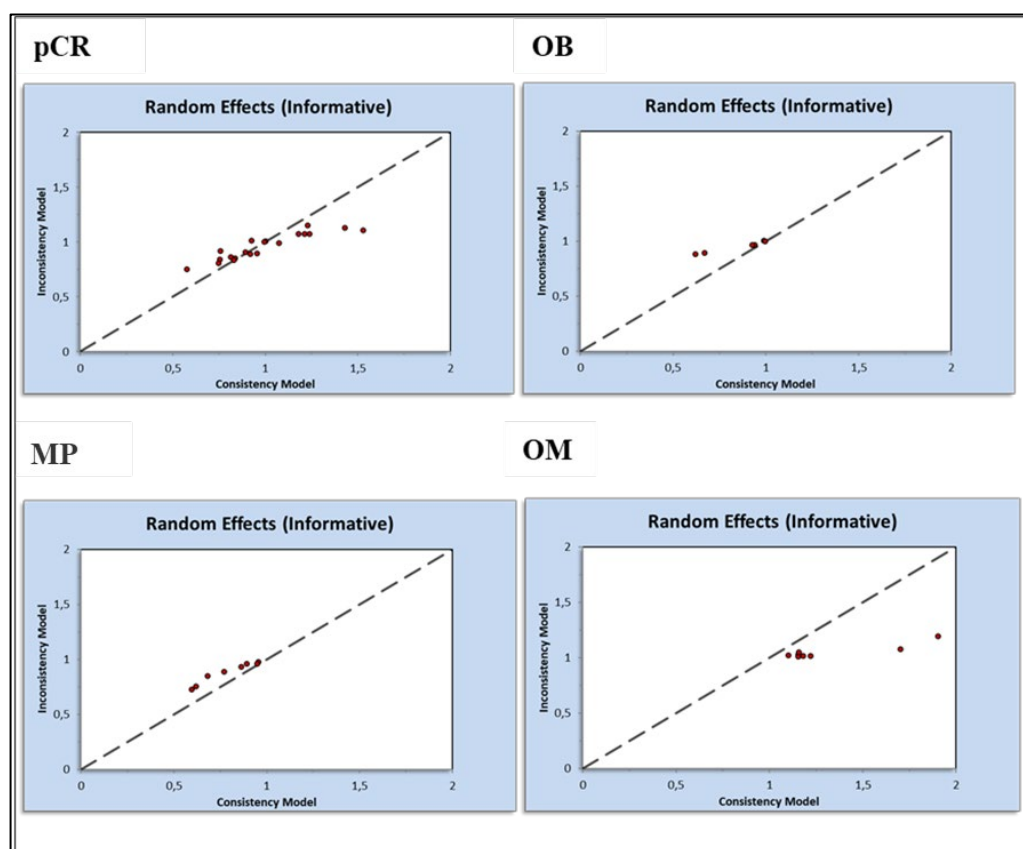 pCR
Random Effects (Informative)
2
1,5
1
0,5
0
0
0,5
1
1,5
2
Inconsistency Model
Consistency Model
OB
Random Effects (Informative)
2
1,5
1
0,5
0
0
0,5
1
1,5
2
Inconsistency Model
Consistency Model
MP
Random Effects (Informative)
2
1,5
1
0,5
0
0
0,5
1
1,5
2
Inconsistency Model
Consistency Model
OM
Random Effects (Informative)
2
1,5
1
0,5
0
0
0,5
1
1,5
2
Inconsistency Model
Consistency Model